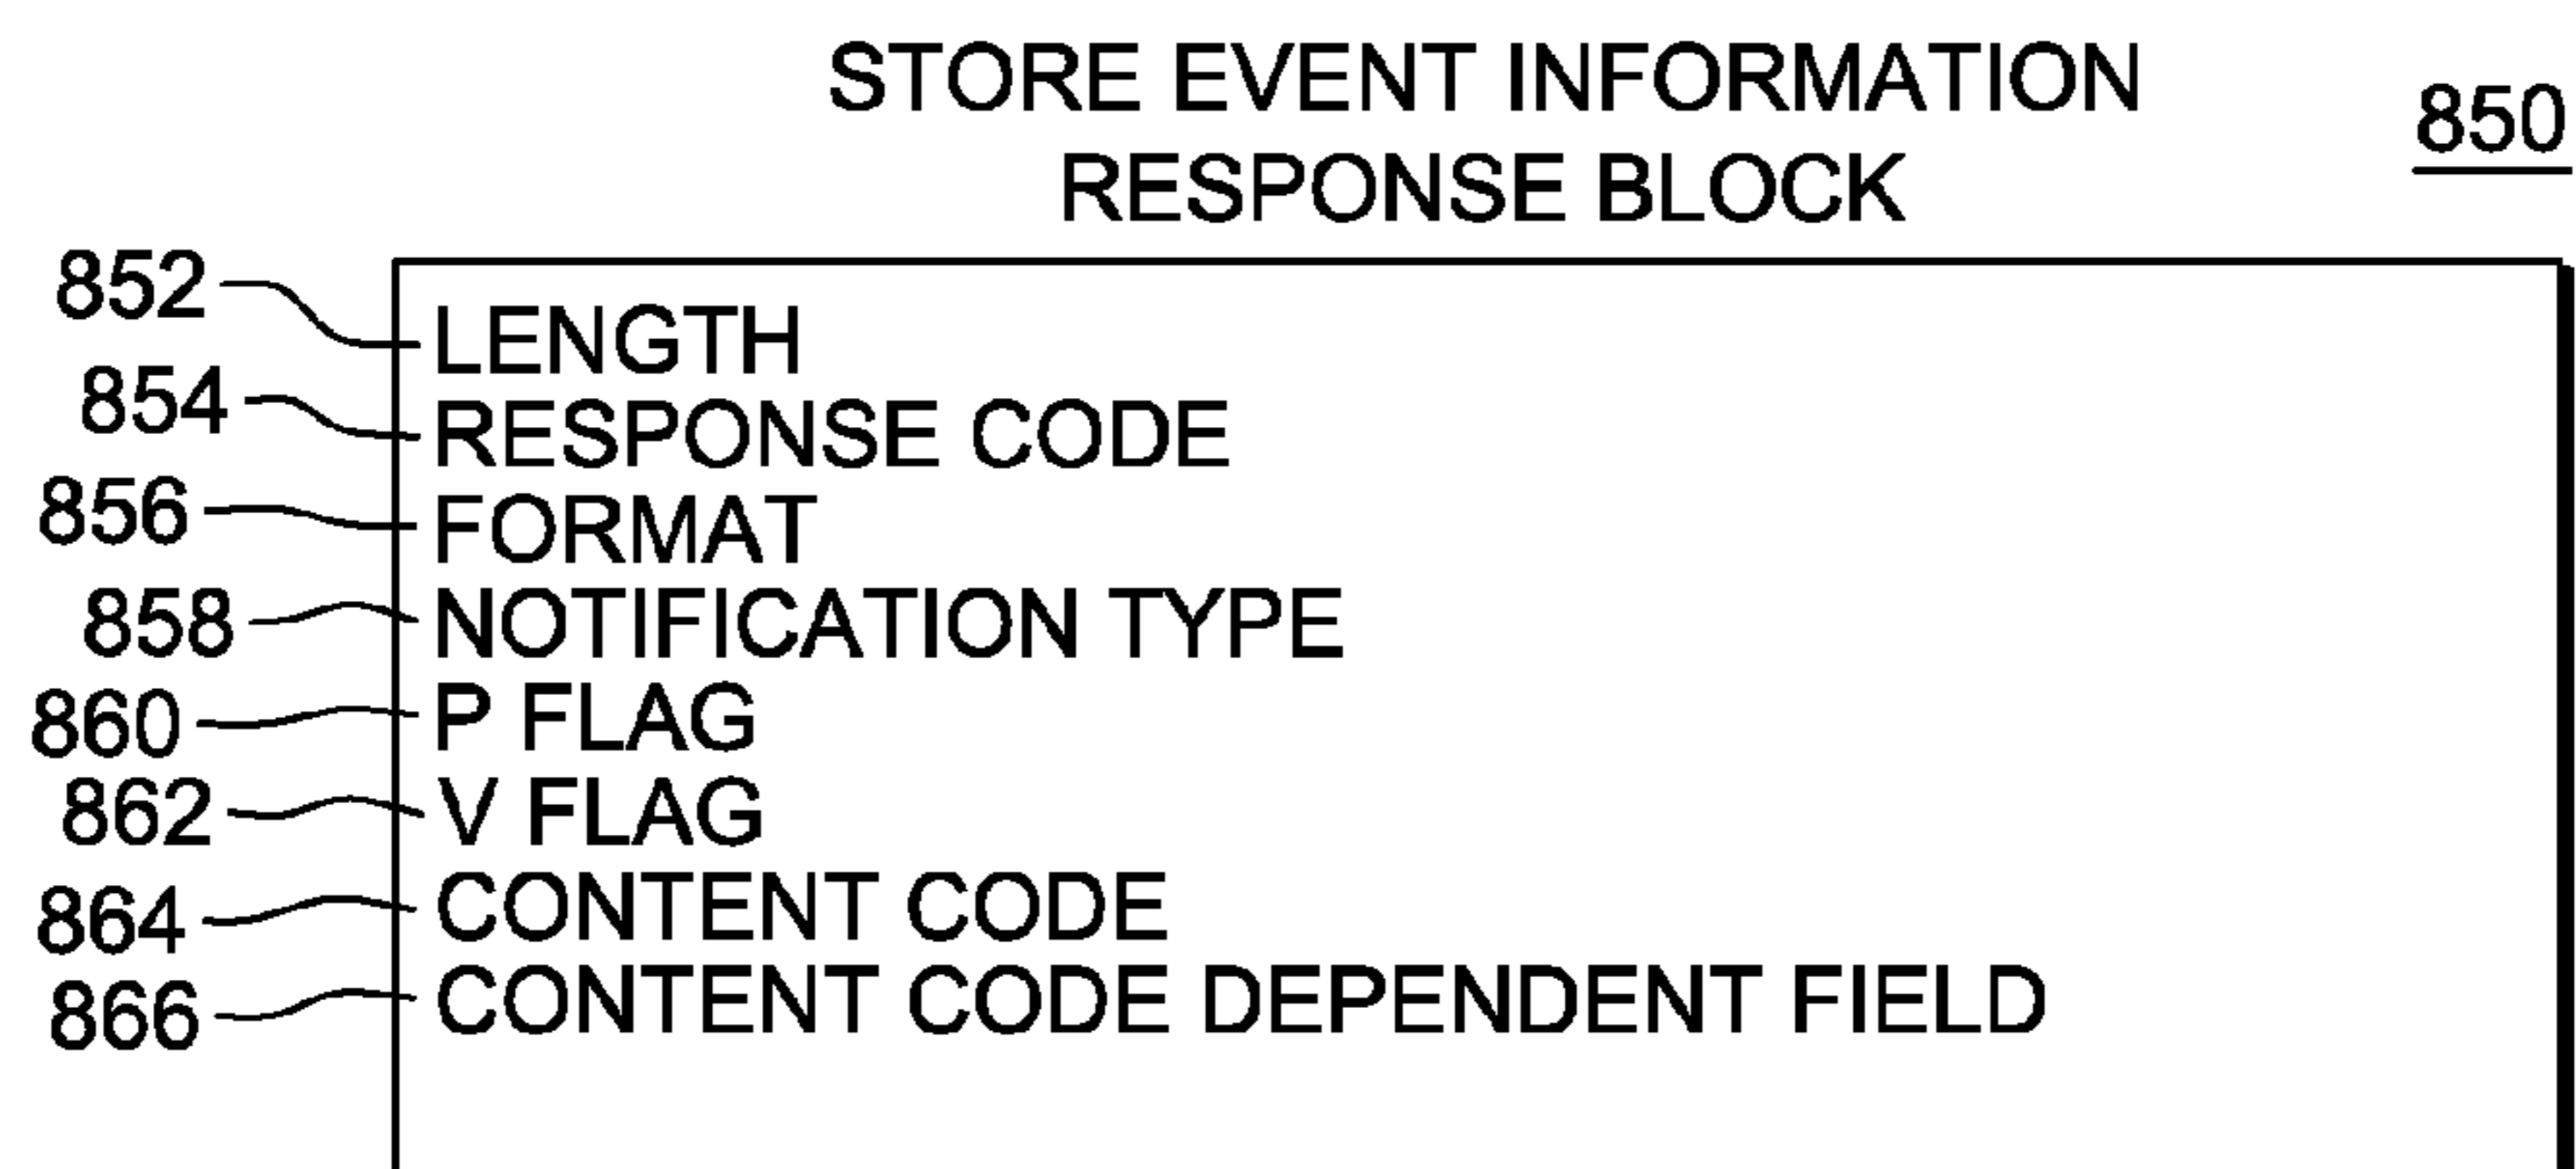 STORE EVENT INFORMATION
RESPONSE BLOCK
850
852 LENGTH
854 RESPONSE CODE
856 FORMAT
858 NOTIFICATION TYPE
860 P FLAG
862 V FLAG
864 CONTENT CODE
866 CONTENT CODE DEPENDENT FIELD